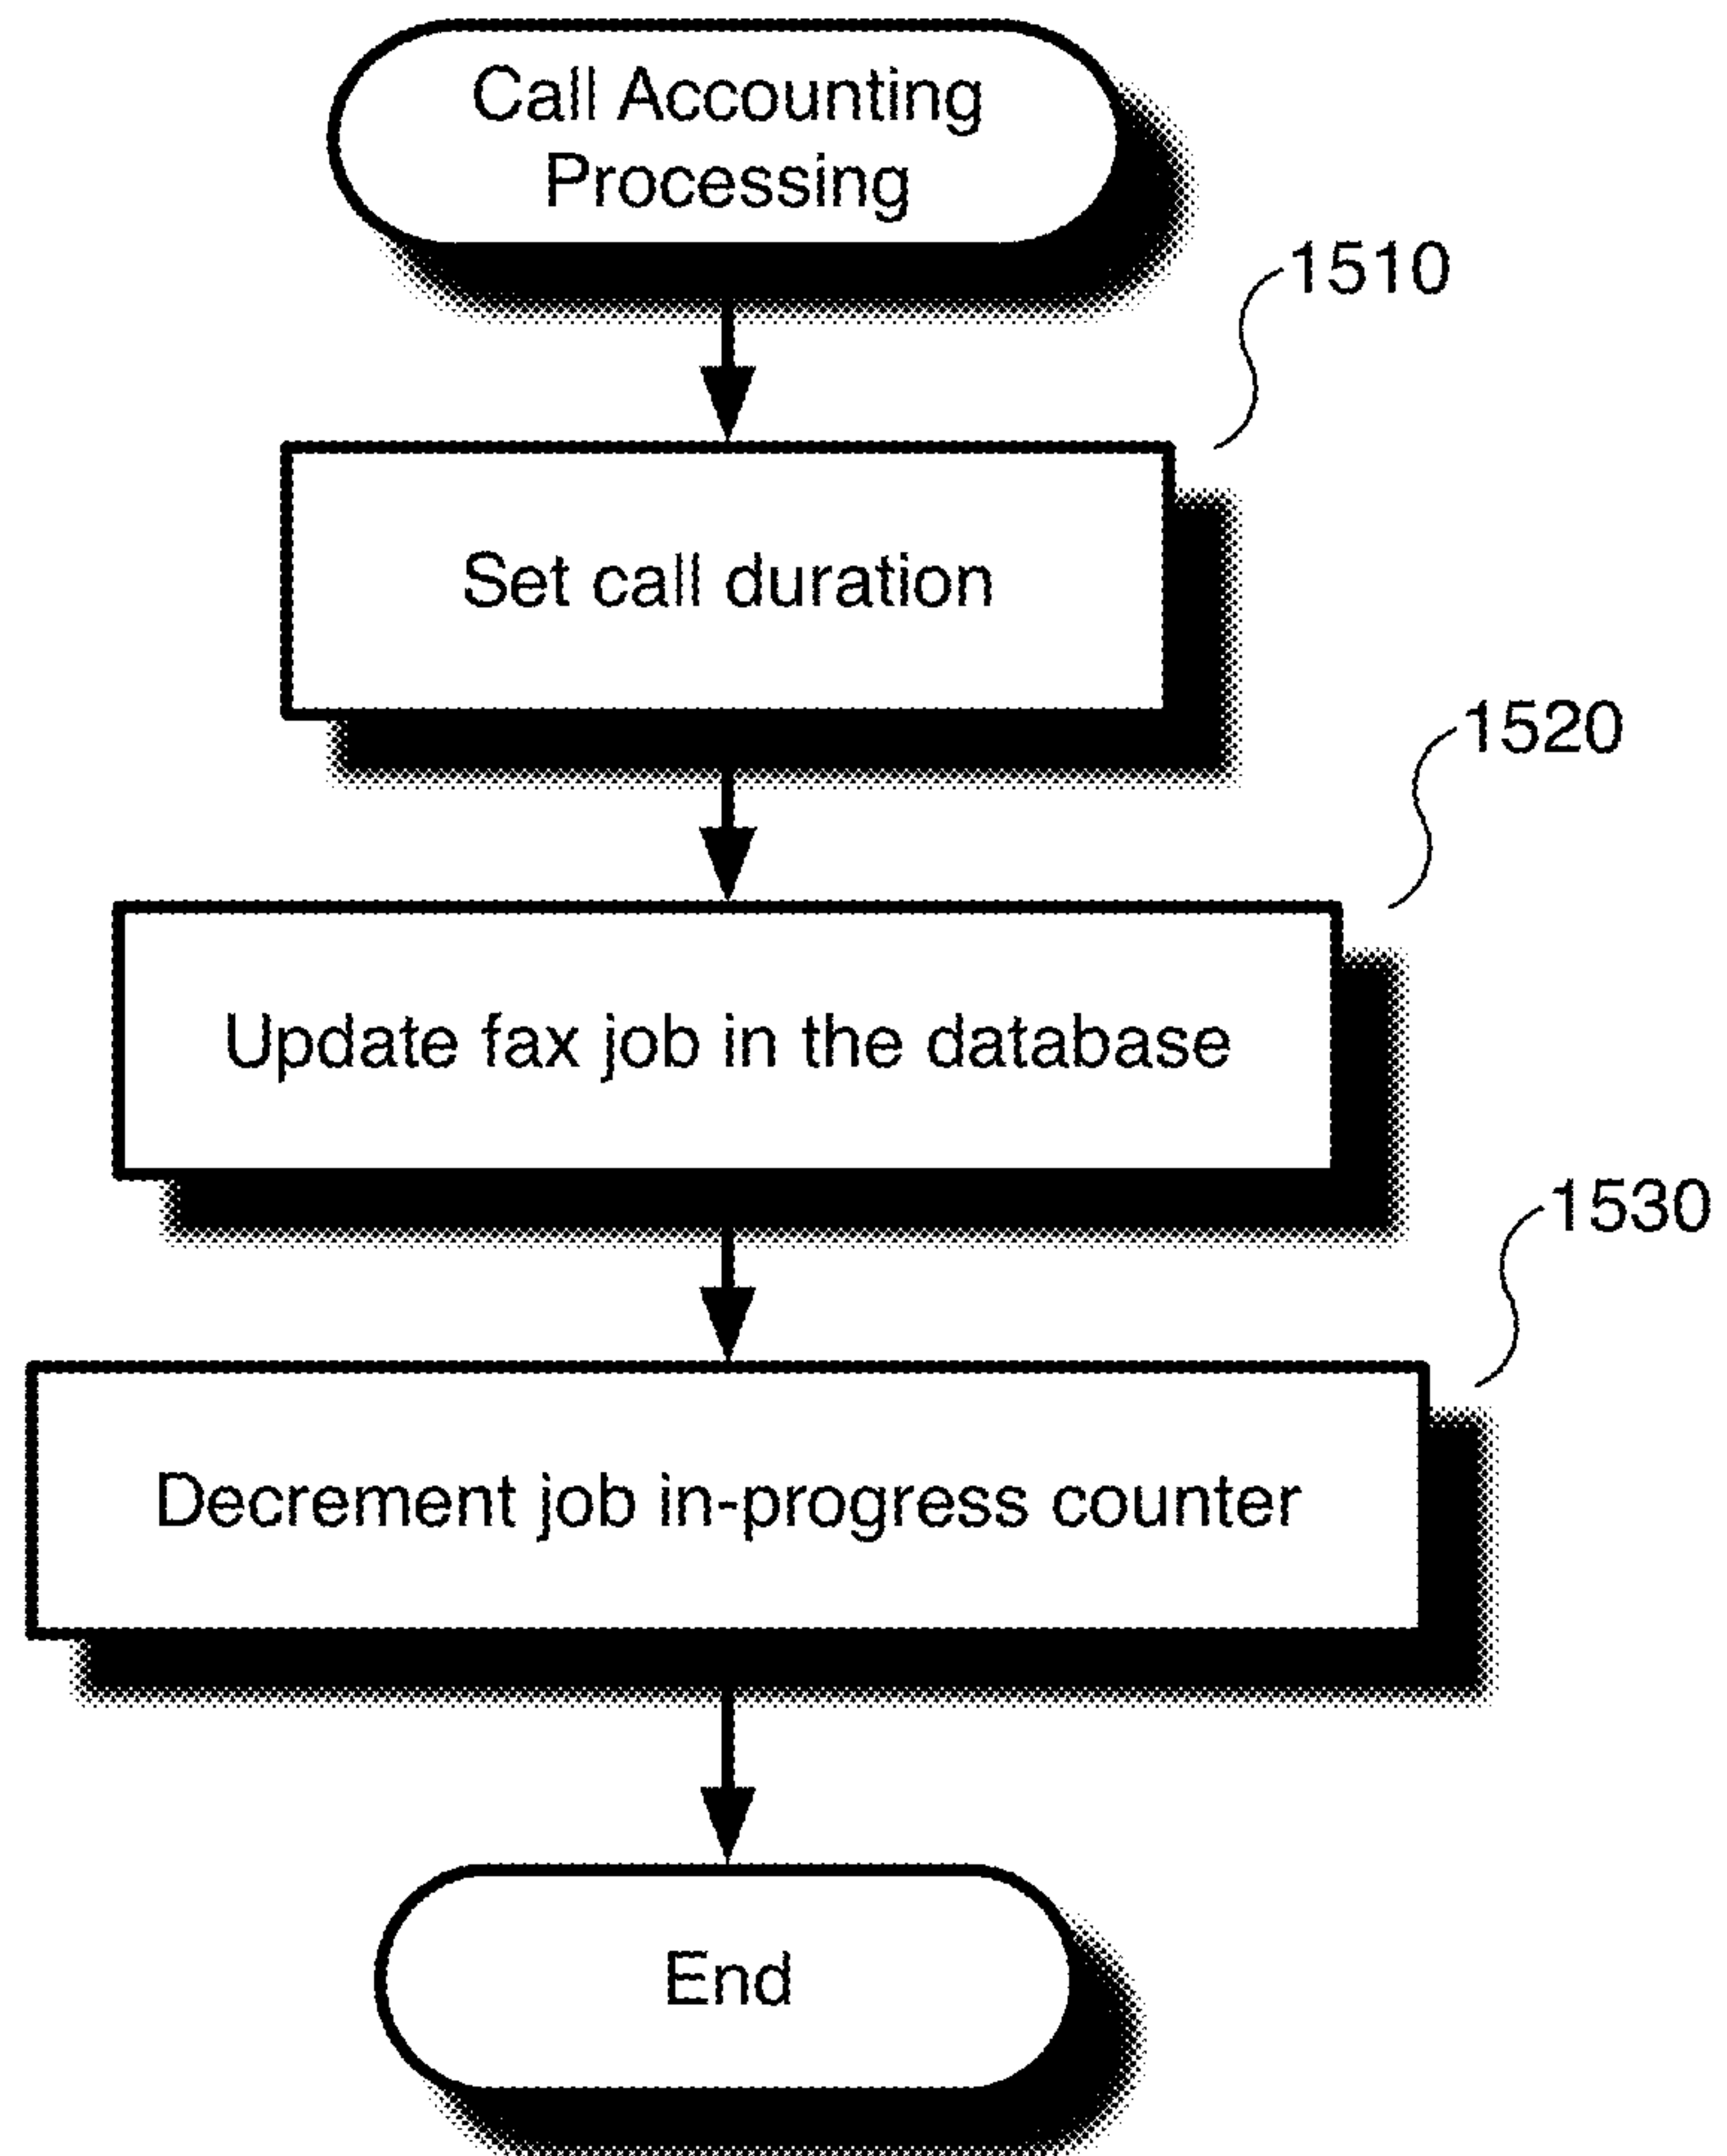 Call Accounting
Processing
1510
Set call duration
1520
Update fax job in the database
1530
Decrement job in-progress counter
End